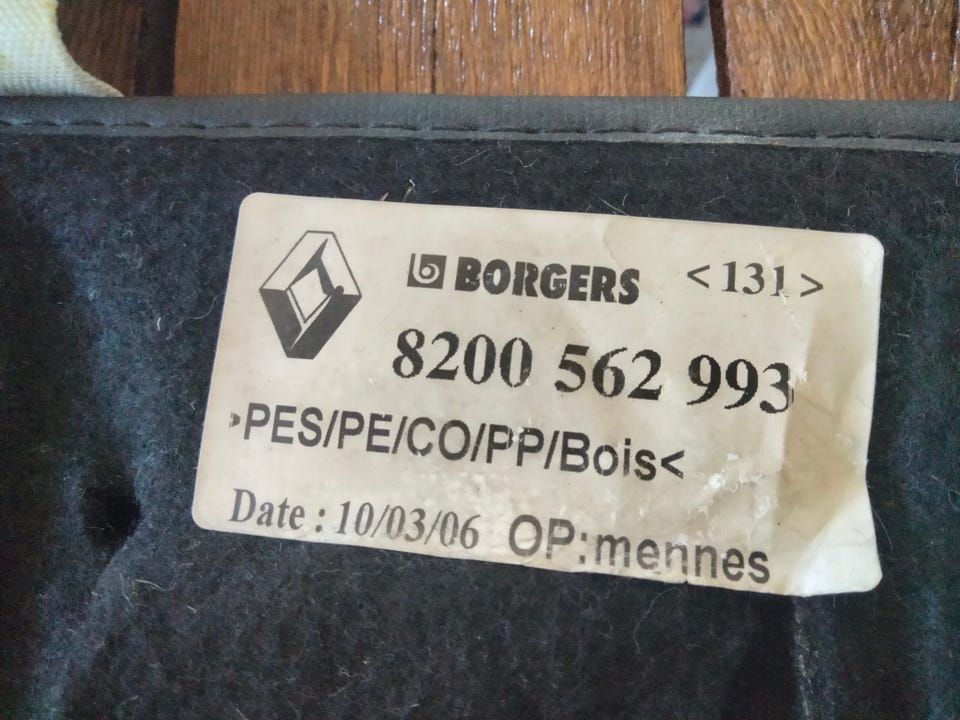 BORGERS <131>
8200 562 993
>PES/PE/CO/PP/Bois<
Date : 10/03/06 OP:mennes